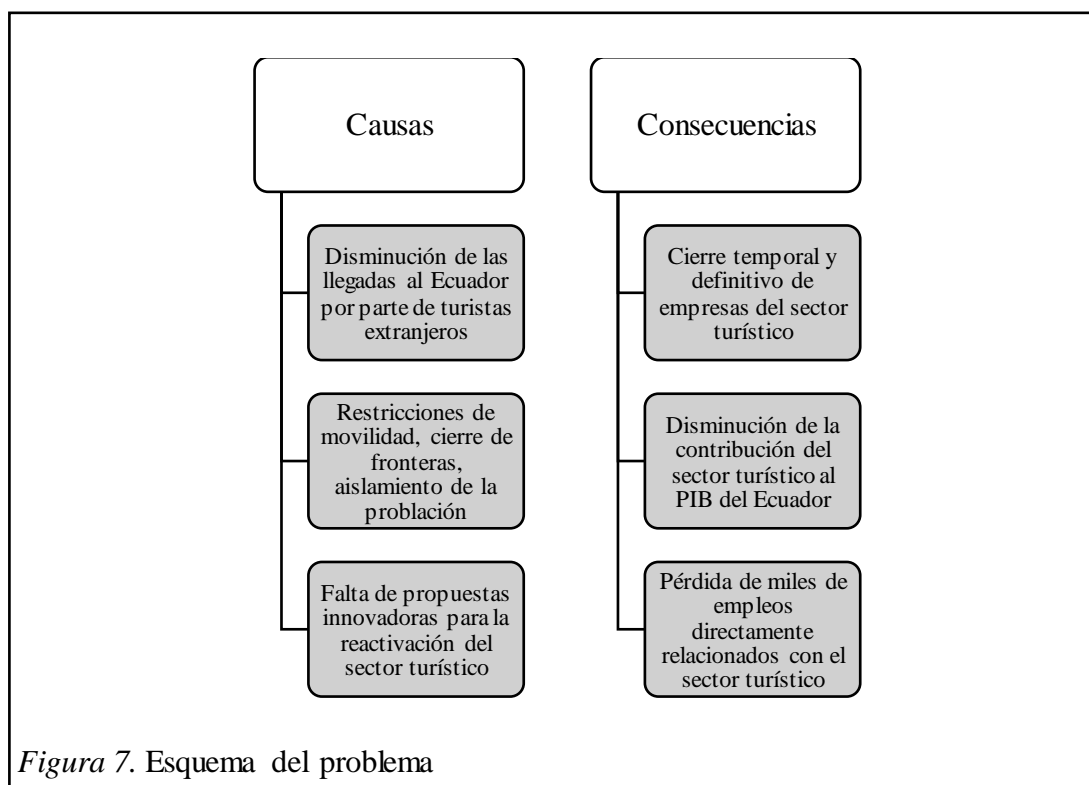 Causas
Disminución de las
llegadas al Ecuador
por parte de turistas
extranjeros
Restricciones de
movilidad, cierre de
fronteras,
aislamiento de la
problación
Falta de propuestas
innovadoras para la
reactivación del
sector turístico
Consecuencias
Cierre temporal y
definitivo de
empresas del sector
turístico
Disminución de la
contribución del
sector turístico al
PIB del Ecuador
Pérdida de miles de
empleos
directamente
relacionados con el
sector turístico
Figura 7. Esquema del problema